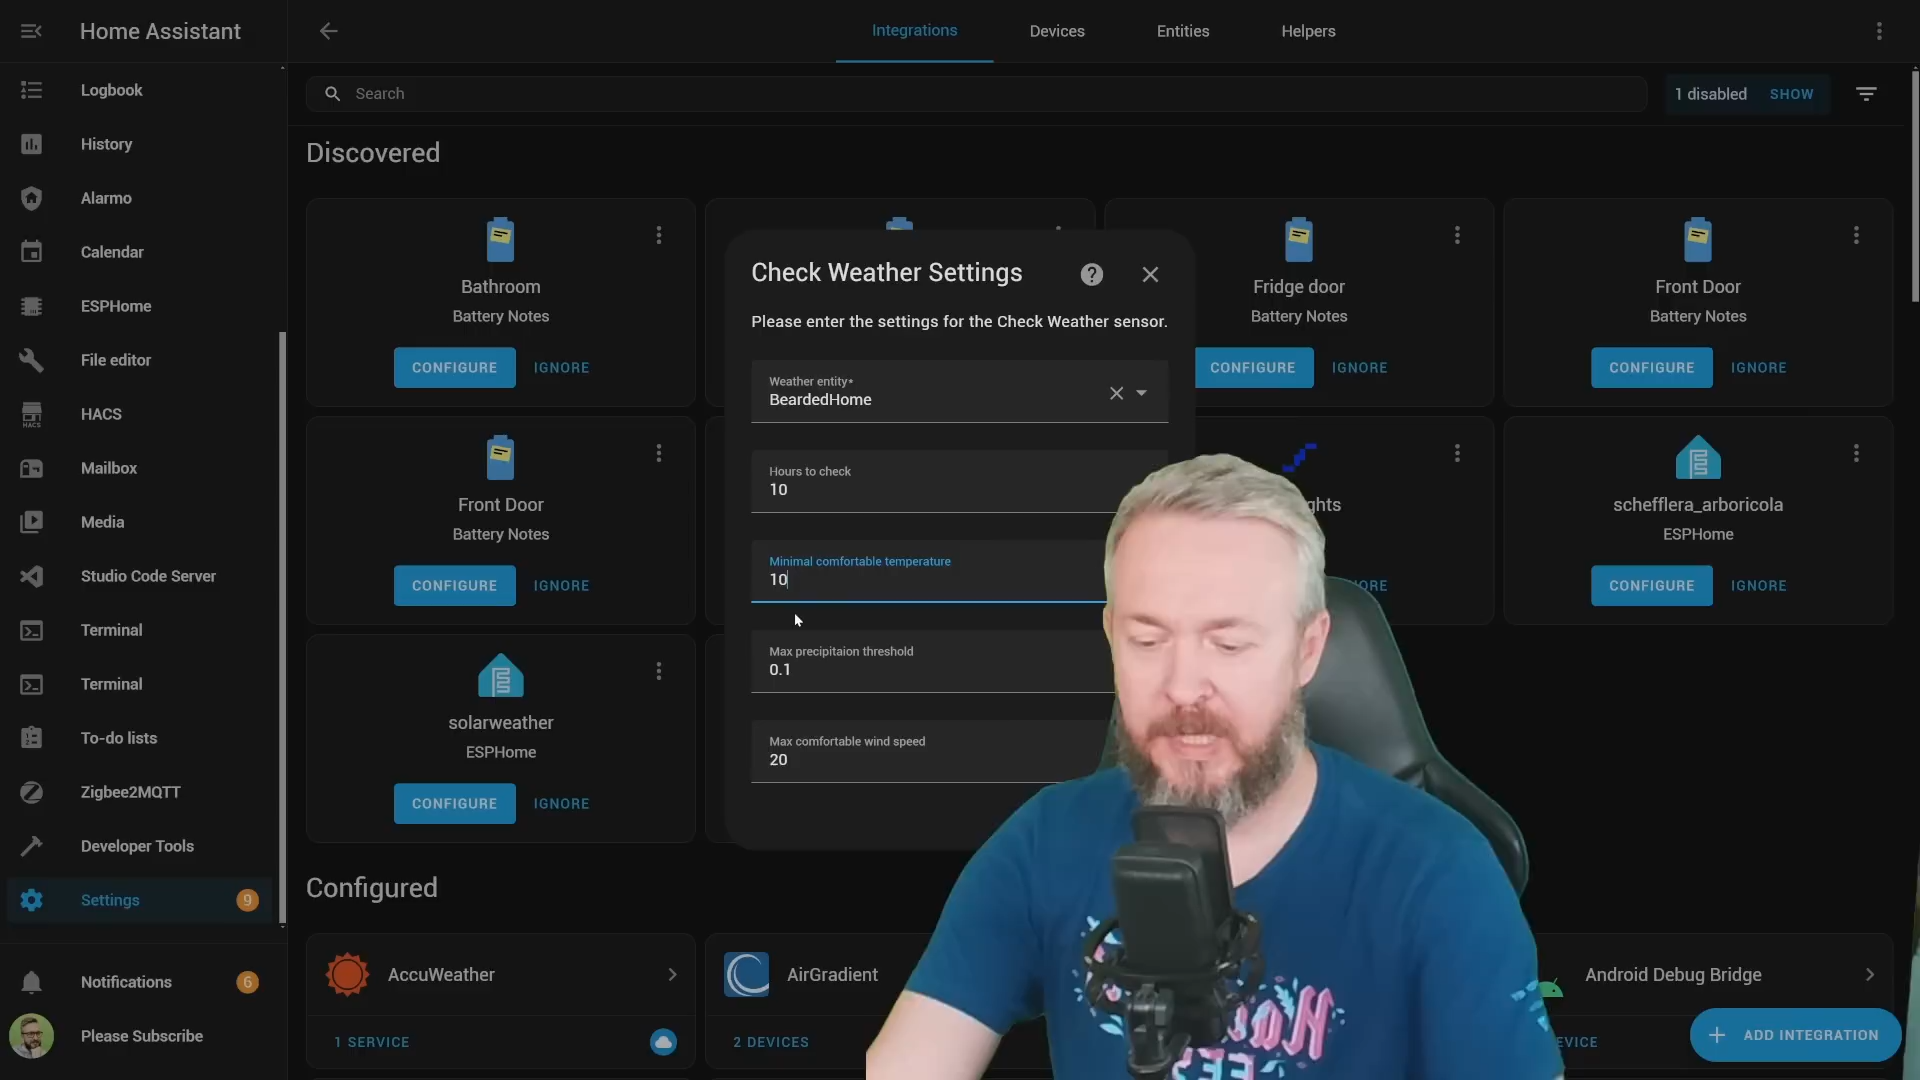 Home Assistant
Integrations
Devices
Entities
Helpers
Logbook
History
Alarmo
Calendar
ESPHome
File editor
HACS
HACS
Mailbox
Media
Studio Code Server
Terminal
Terminal
To-do lists
Zigbee2MQTT
Developer Tools
Settings
9
Notifications
6
Please Subscribe
Search
1 disabled SHOW
Discovered
Bathroom
Battery Notes
CONFIGURE IGNORE
Fridge door
Battery Notes
CONFIGURE IGNORE
Front Door
Battery Notes
CONFIGURE IGNORE
Front Door
Battery Notes
CONFIGURE IGNORE
schefflera_arboricola
ESPHome
CONFIGURE IGNORE
solarweather
ESPHome
CONFIGURE IGNORE
Check Weather Settings
?
Please enter the settings for the Check Weather sensor.
Weather entity*
BeardedHome
Hours to check
10
Minimal comfortable temperature
10
Max precipitaion threshold
0.1
Max comfortable wind speed
20
Configured
AccuWeather
1 SERVICE
AirGradient
2 DEVICES
Android Debug Bridge
ADD INTEGRATION